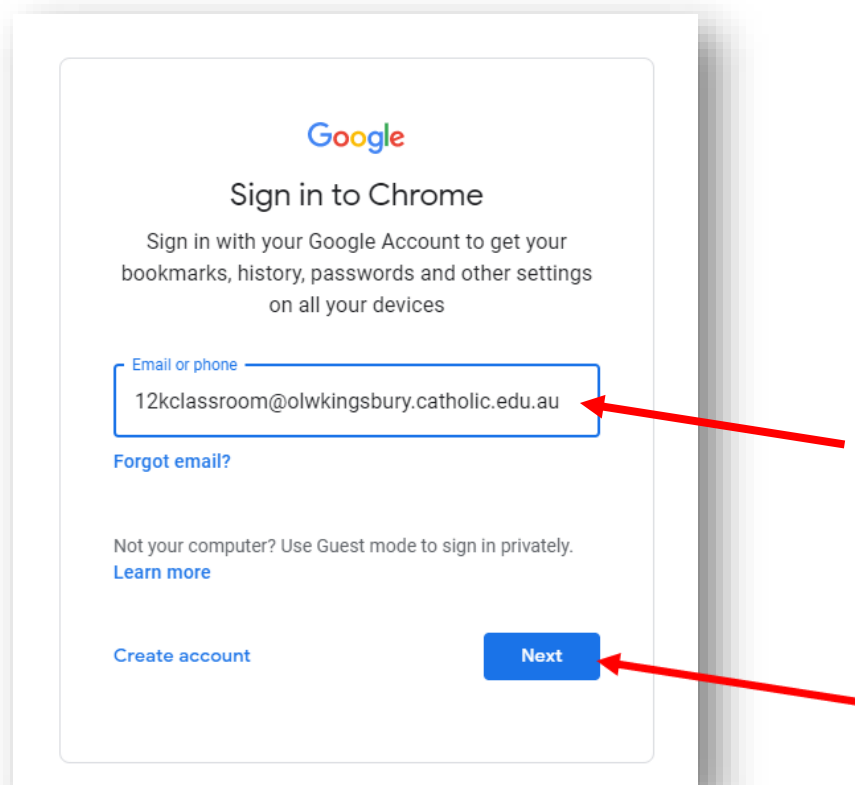 Google
Sign in to Chrome
Sign in with your Google Account to get your
bookmarks, history, passwords and other settings
on all your devices
Email or phone
12kclassroom@olwkingsbury.catholic.edu.au
Forgot email?
Not your computer? Use Guest mode to sign in privately.
Learn more
Create account
Next